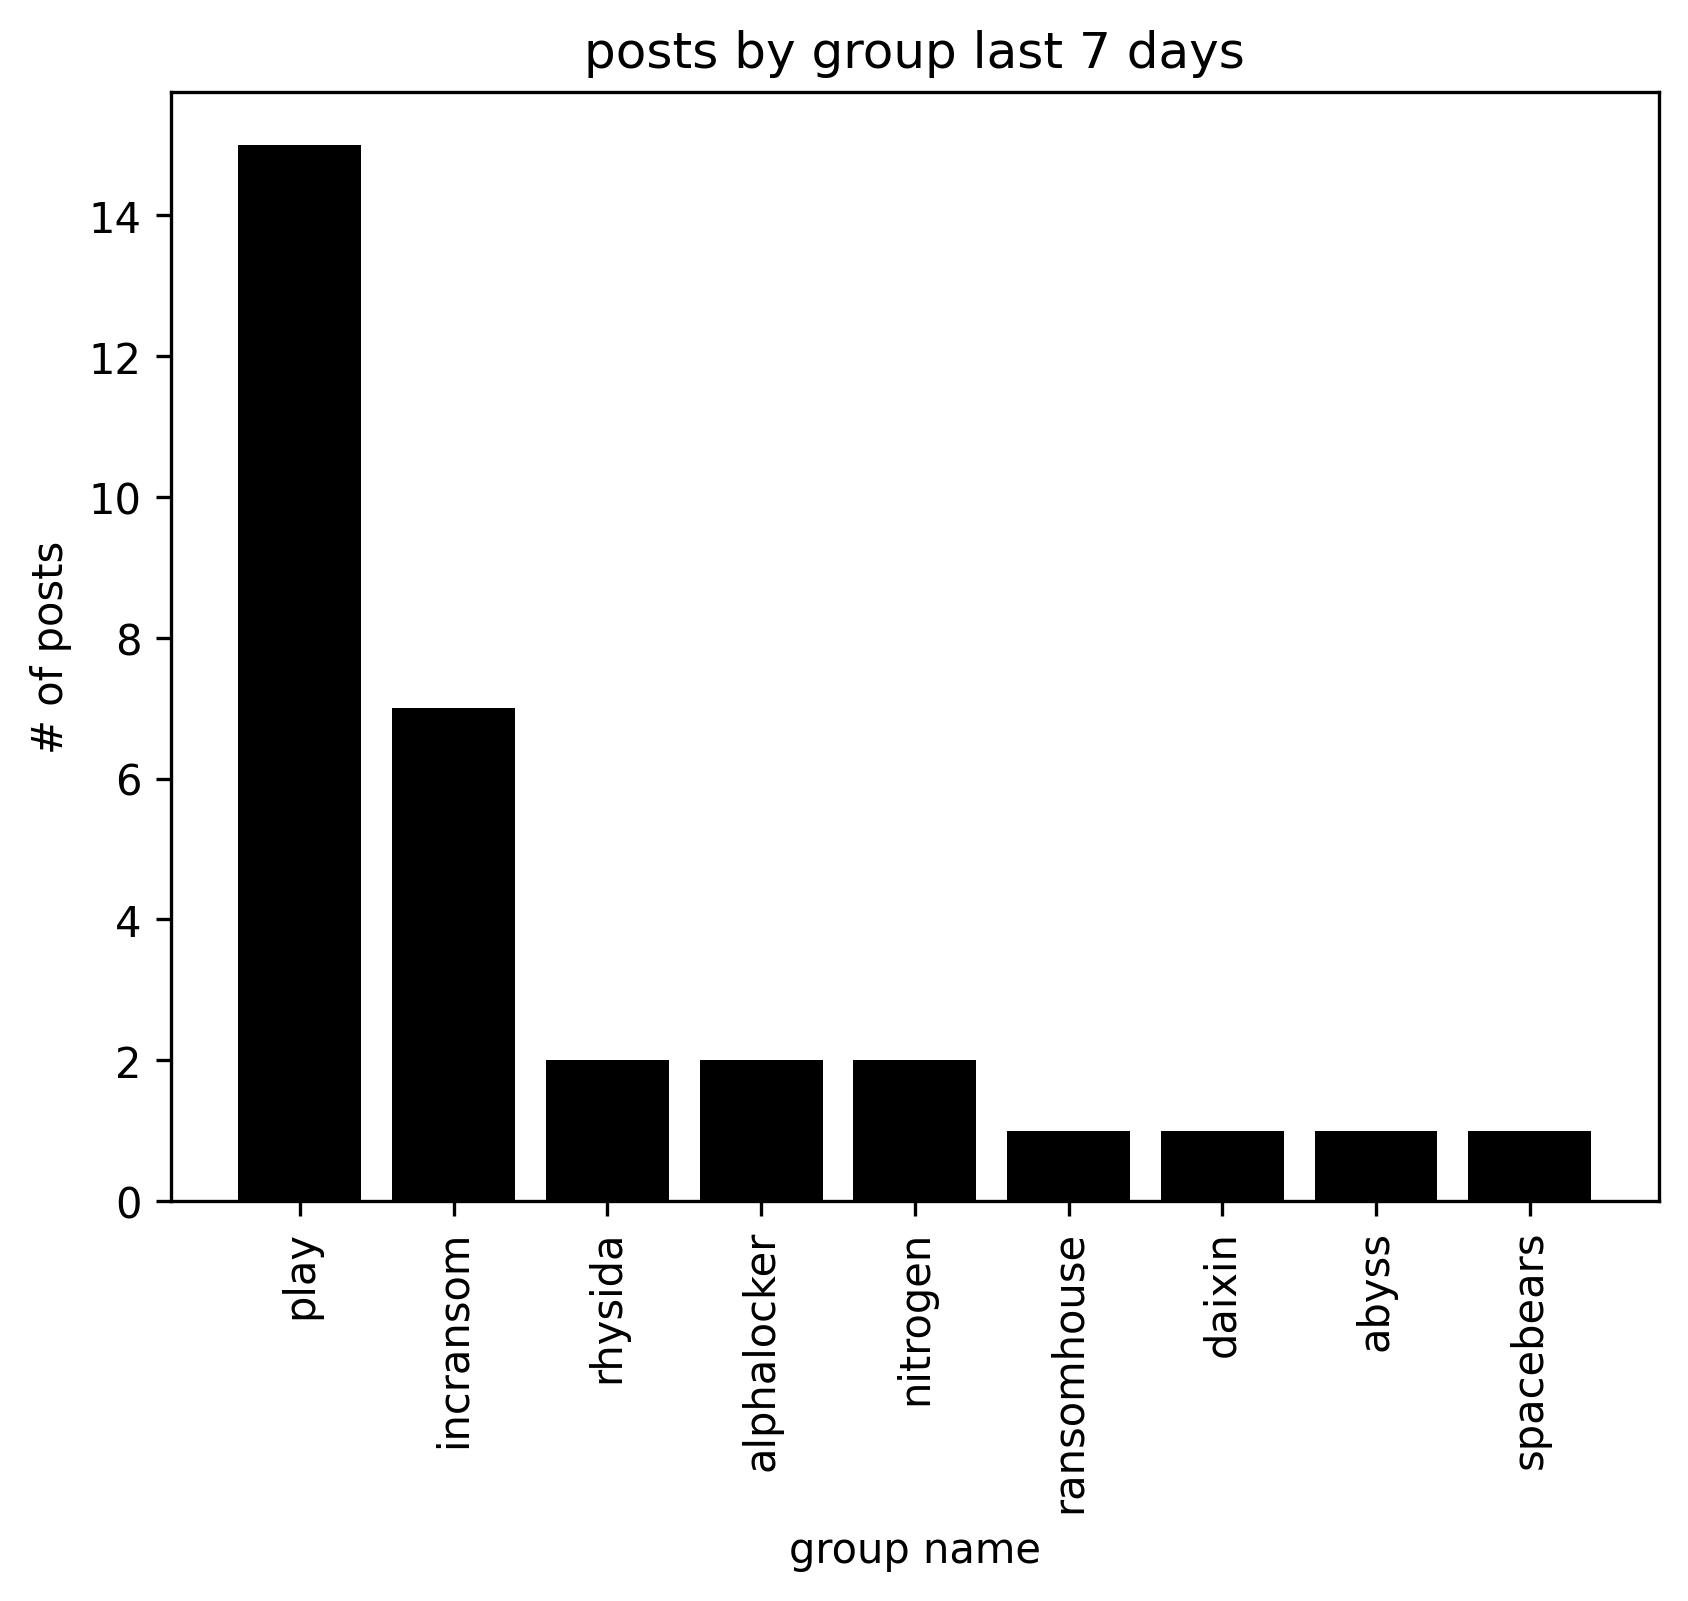 posts by group last 7 days
# of posts
14
12
10
8
6
4
2
0
play
incransom
rhysida
alphalocker
nitrogen
ransomhouse
daixin
abyss
spacebears
group name